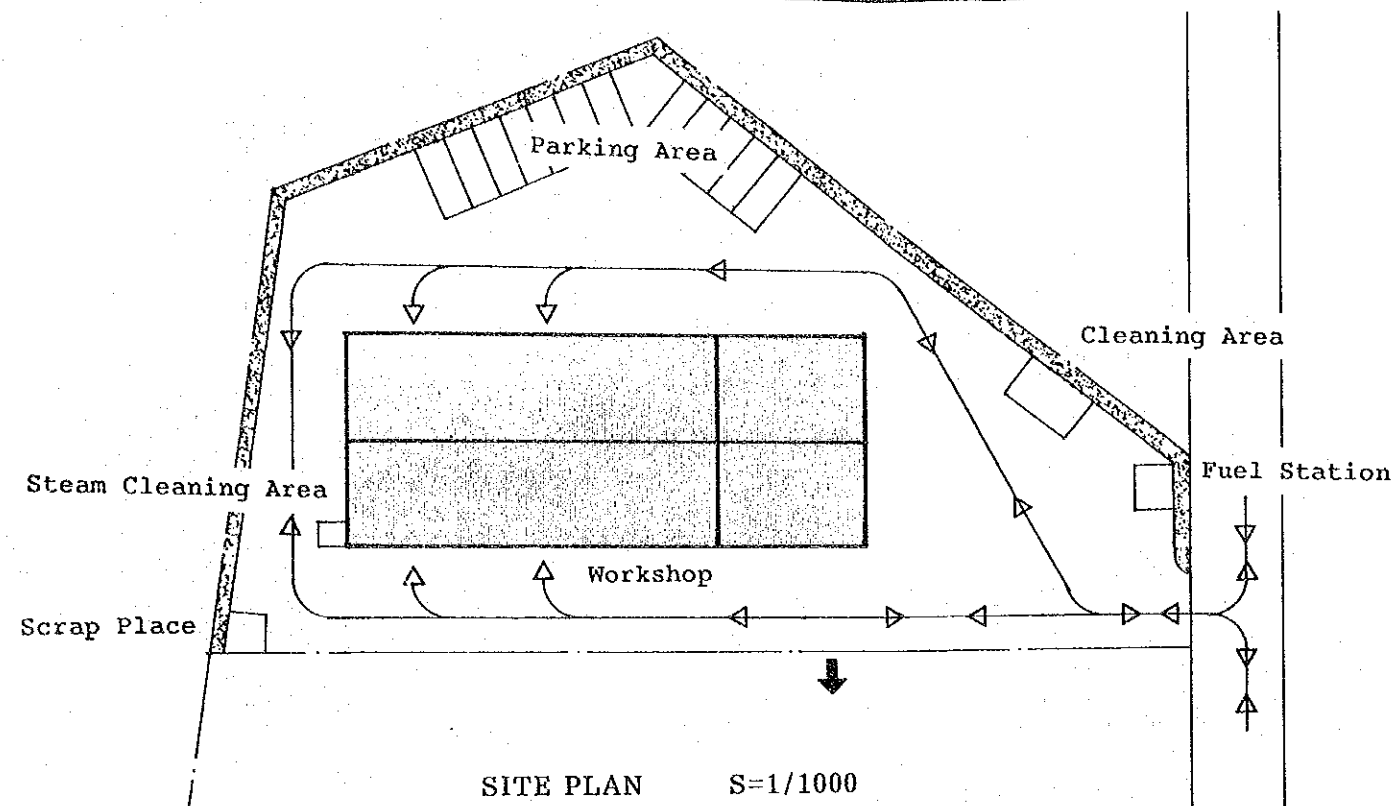 Parking Area
Cleaning Area
Fuel Station
Steam Cleaning Area
Workshop
Scrap Place
SITE PLAN S=1/1000